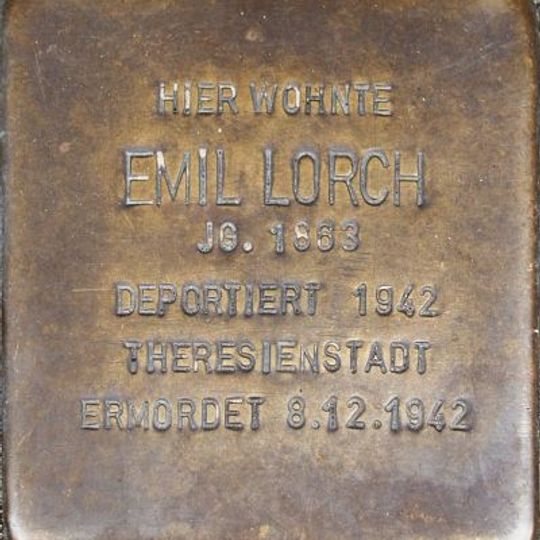 HIER WOHNTE
EMIL LORCH
JG. 1863
DEPORTIERT 1942
THERESIENSTADT
ERMORDET 8.12.1942